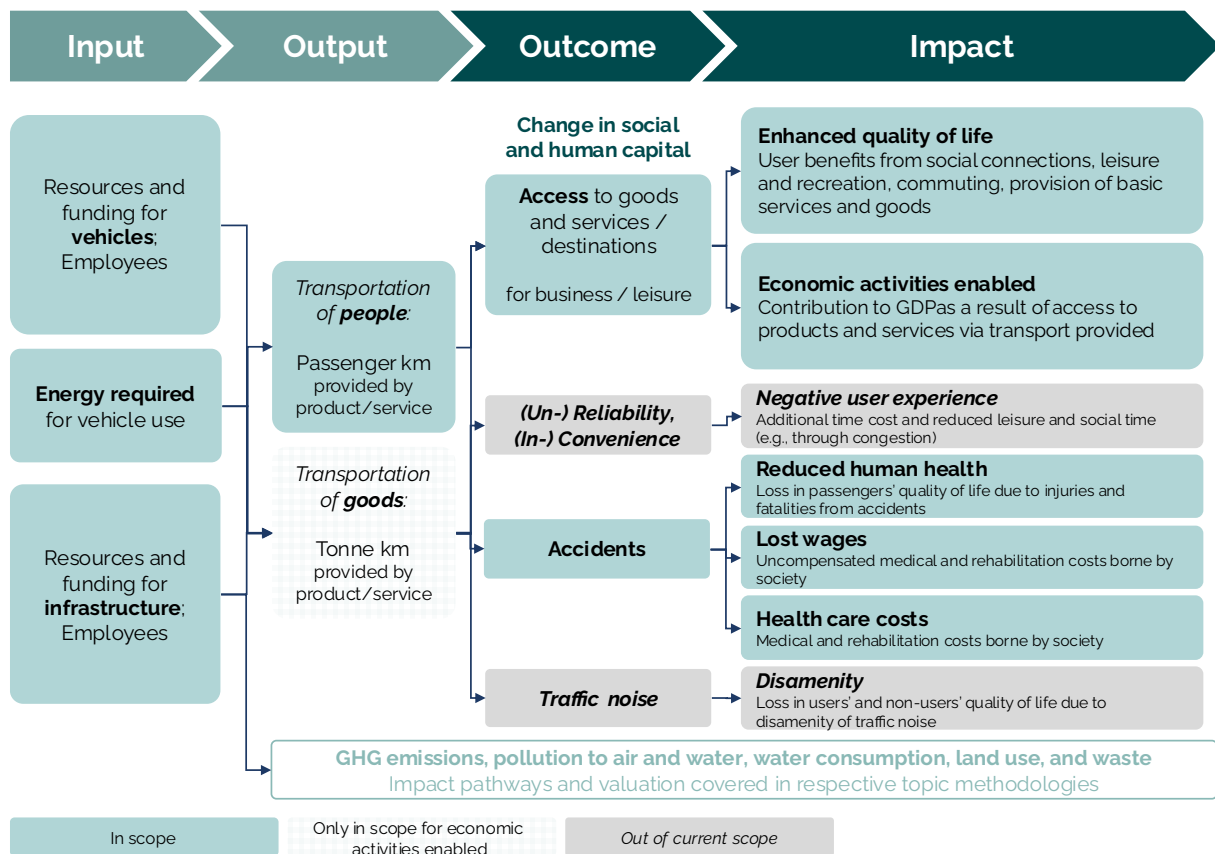 Input
Output
Outcome
Impact
Resources and
funding for
vehicles;
Employees
Energy required
for vehicle use
Resources and
funding for
infrastructure;
Employees
Transportation
of people:
Passenger km
provided by
product/service
Transportation
of goods:
Tonne km
provided by
product/service
Change in social
and human capital
Access to goods
and services /
destinations
for business / leisure
(Un-) Reliability,
(In-) Convenience
Accidents
Traffic noise
Enhanced quality of life
User benefits from social connections, leisure
and recreation, commuting, provision of basic
services and goods
Economic activities enabled
Contribution to GDPas a result of access to
products and services via transport provided
Negative user experience
Additional time cost and reduced leisure and social time
(e.g., through congestion)
Reduced human health
Loss in passengers' quality of life due to injuries and
fatalities from accidents
Lost wages
Uncompensated medical and rehabilitation costs borne by
society
Health care costs
Medical and rehabilitation costs borne by society
Disamenity
Loss in users' and non-users' quality of life due to
disamenity of traffic noise
GHG emissions, pollution to air and water, water consumption, land use, and waste
Impact pathways and valuation covered in respective topic methodologies
In scope
Only in scope for economic
activities enabled
Out of current scope